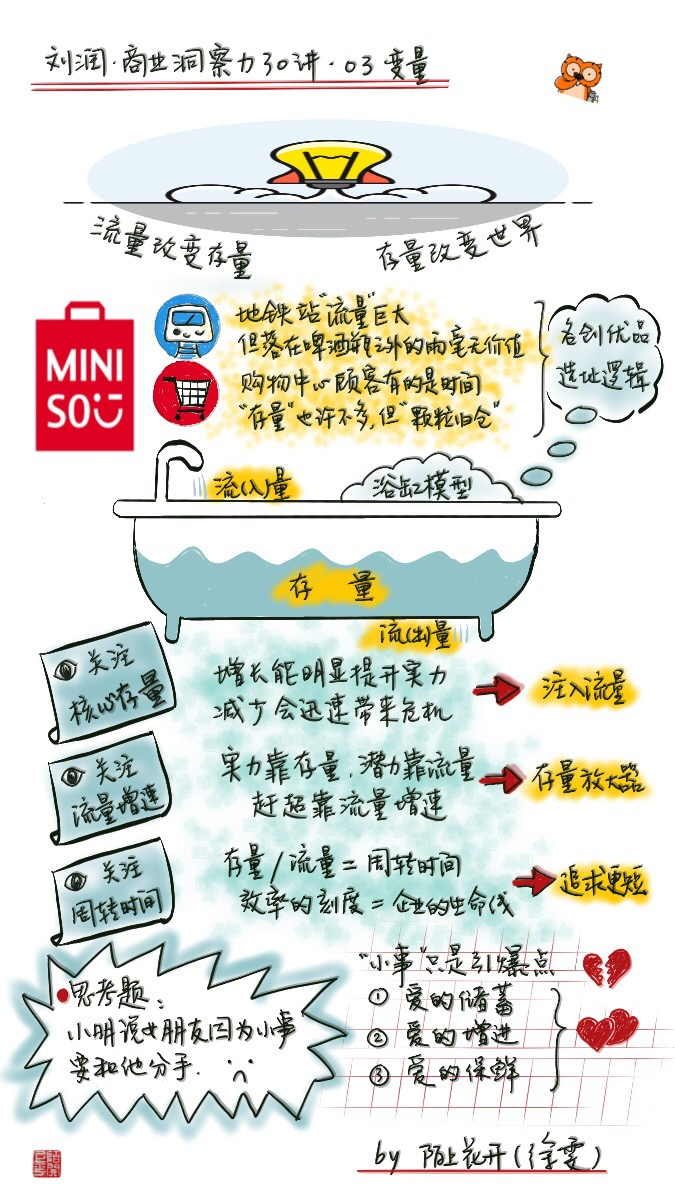 刘润·商业洞察力30讲·03变量
流量改变存量
存量改变世界
MINI
SO
地铁站“流量”巨大
但落在啤酒瓶之外的雨毫无价值
购物中心顾客有的是时间
“存量”也许不多,但“颗粒归仓”
名创优品
选址逻辑
流(入)量
浴缸模型
存 量
流(出)量
关注
核心存量
增长能明显提升实力
减少会迅速带来危机
注入流量
关注
流量增速
实力靠存量,潜力靠流量
赶超靠流量增速
存量放大器
关注
周转时间
存量/流量=周转时间
效率的刻度=企业的生命线
追求更短
思考题:
小明说女朋友因为小事
要和他分手.
“小事”只是引爆点
① 爱的储蓄
② 爱的增进
③ 爱的保鲜
by 陌上花开(徐雯)